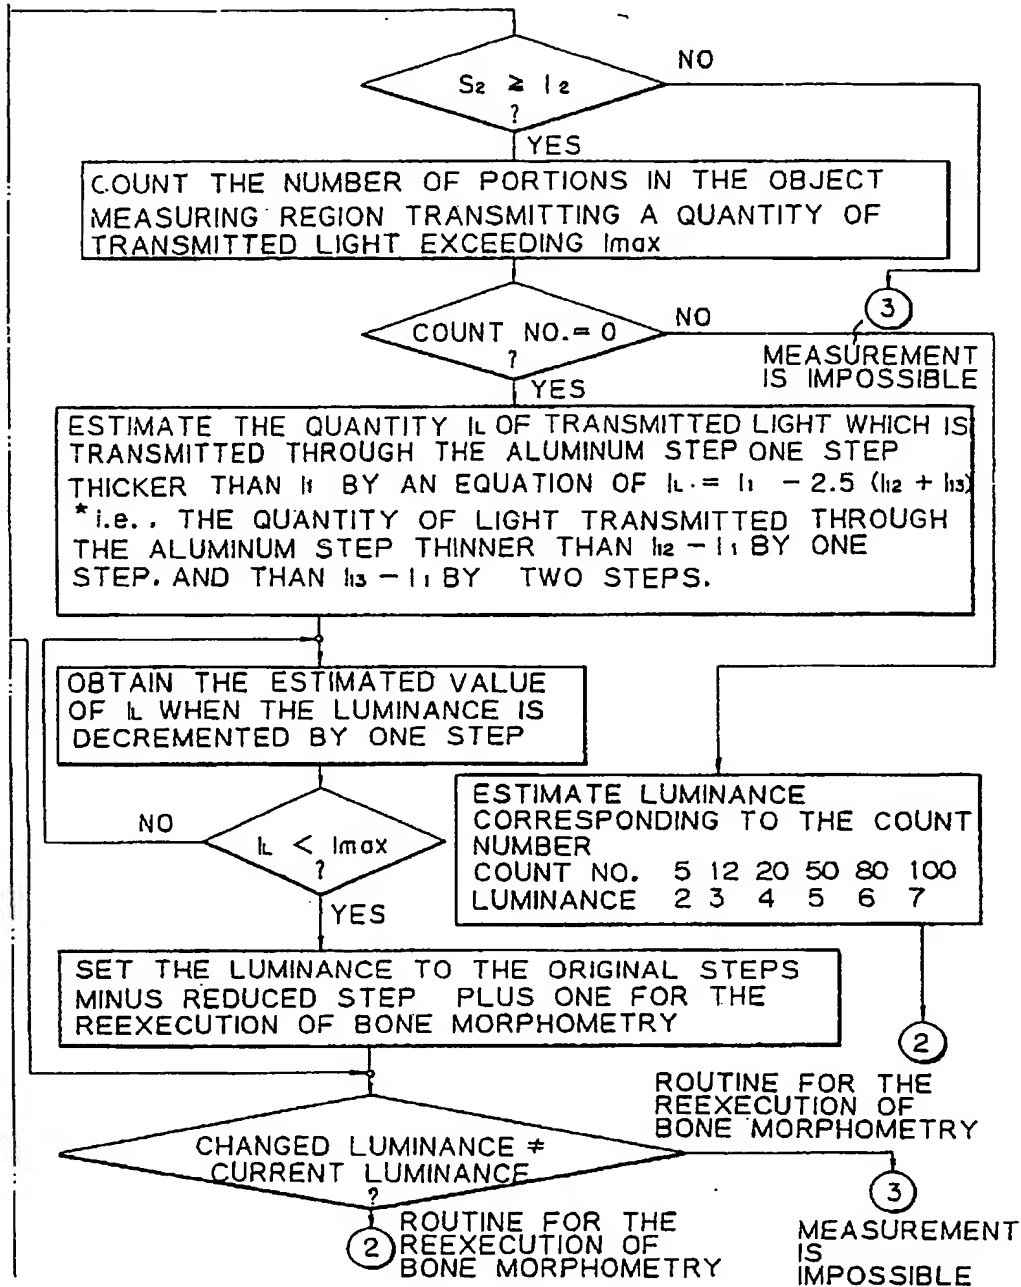 S2 ≥ I2
?
NO
YES
COUNT THE NUMBER OF PORTIONS IN THE OBJECT
MEASURING REGION TRANSMITTING A QUANTITY OF
TRANSMITTED LIGHT EXCEEDING Imax
COUNT NO.= 0
?
NO
YES
3
MEASUREMENT
IS IMPOSSIBLE
ESTIMATE THE QUANTITY IL OF TRANSMITTED LIGHT WHICH IS
TRANSMITTED THROUGH THE ALUMINUM STEP ONE STEP
THICKER THAN I1 BY AN EQUATION OF IL = I1 - 2.5 (I12 + I13)
*i.e.. THE QUANTITY OF LIGHT TRANSMITTED THROUGH
THE ALUMINUM STEP THINNER THAN I12 - I1 BY ONE
STEP. AND THAN I13 - I1 BY TWO STEPS.
OBTAIN THE ESTIMATED VALUE
OF IL WHEN THE LUMINANCE IS
DECREMENTED BY ONE STEP
NO
IL < Imax
?
YES
ESTIMATE LUMINANCE
CORRESPONDING TO THE COUNT
NUMBER
COUNT NO. 5 12 20 50 80 100
LUMINANCE 2 3 4 5 6 7
SET THE LUMINANCE TO THE ORIGINAL STEPS
MINUS REDUCED STEP PLUS ONE FOR THE
REEXECUTION OF BONE MORPHOMETRY
2
ROUTINE FOR THE
REEXECUTION OF
BONE MORPHOMETRY
CHANGED LUMINANCE ≠
CURRENT LUMINANCE
?
3
MEASUREMENT
IS
IMPOSSIBLE
2
ROUTINE FOR THE
REEXECUTION OF
BONE MORPHOMETRY